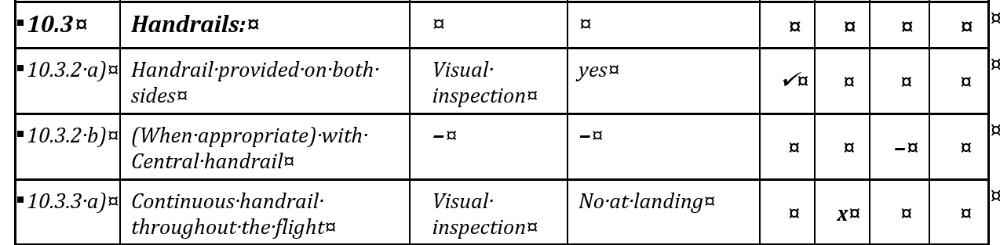 10.3 Handrails:
10.3.2 a) Handrail provided on both sides Visual inspection yes ✓
10.3.2 b) (When appropriate) with Central handrail – – –
10.3.3 a) Continuous handrail throughout the flight Visual inspection No at landing x